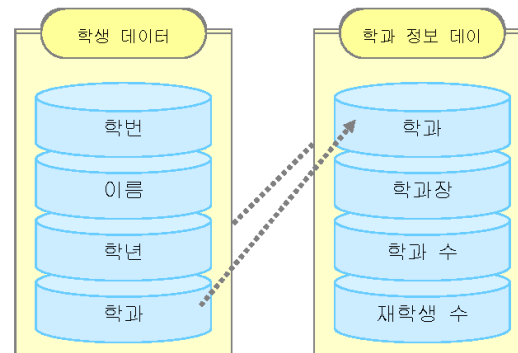 학생 데이터
학번
이름
학년
학과
학과 정보 데이
학과
학과장
학과 수
재학생 수